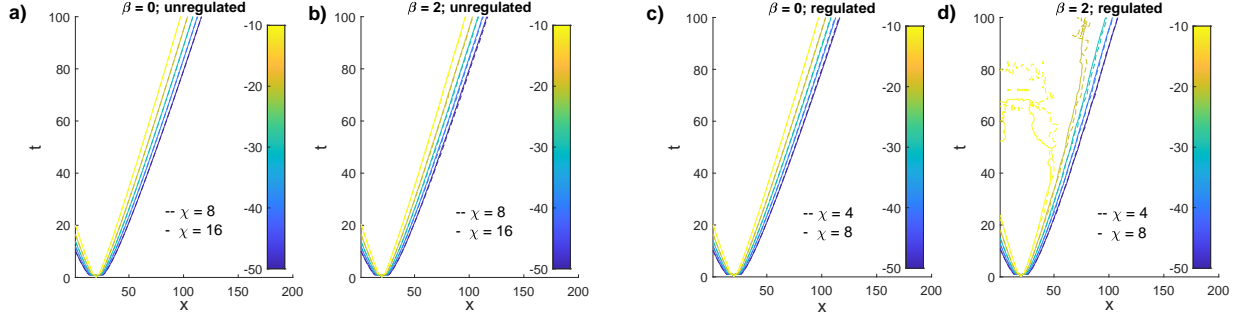 a)
β = 0; unregulated
100
80
60
40
20
0
t
50
100
150
200
x
-- χ = 8
- χ = 16
-10
-20
-30
-40
-50
b)
β = 2; unregulated
100
80
60
40
20
0
t
50
100
150
200
x
-- χ = 8
- χ = 16
-10
-20
-30
-40
-50
c)
β = 0; regulated
100
80
60
40
20
0
t
50
100
150
200
x
-- χ = 4
- χ = 8
-10
-20
-30
-40
-50
d)
β = 2; regulated
100
80
60
40
20
0
t
50
100
150
200
x
-- χ = 4
- χ = 8
-10
-20
-30
-40
-50